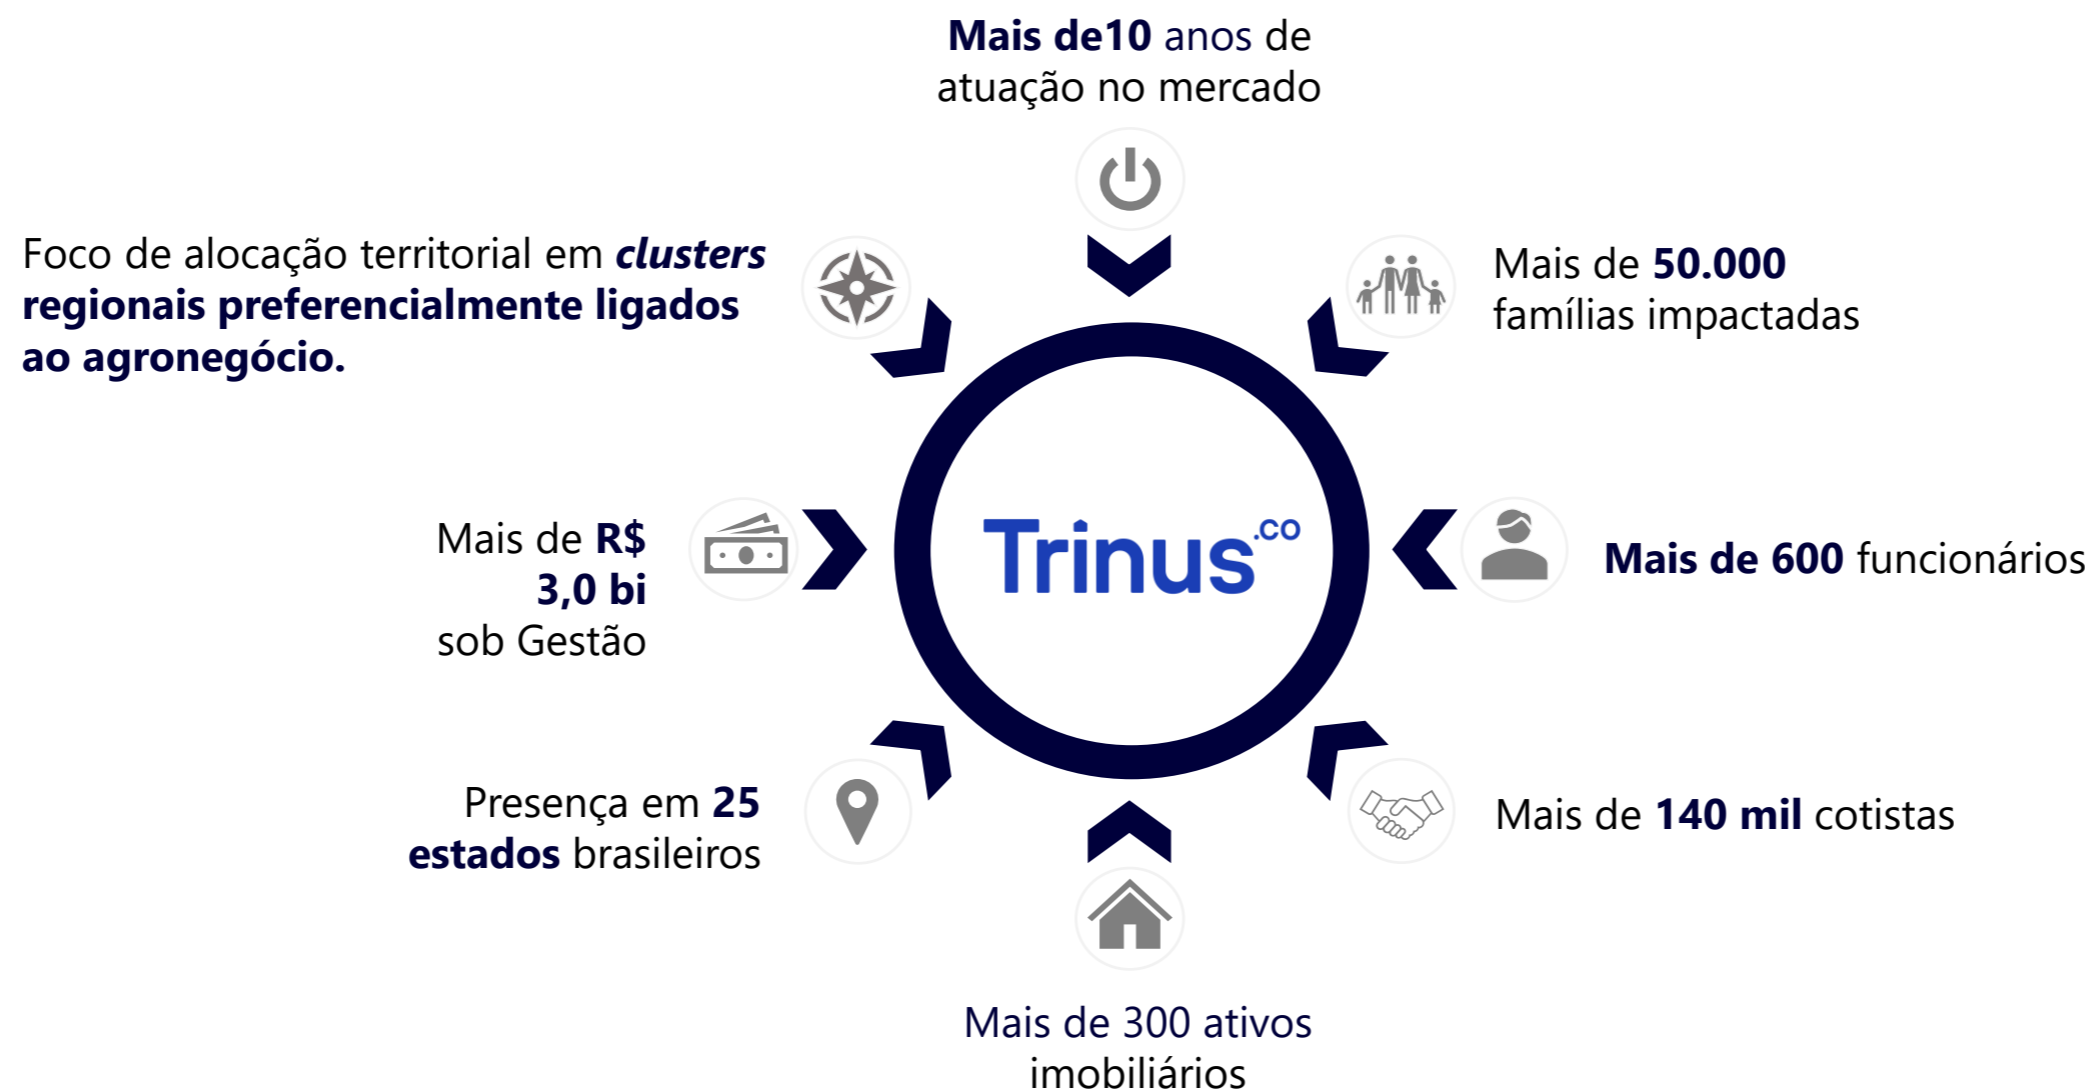 Mais de10 anos de
atuação no mercado
Foco de alocação territorial em clusters
regionais preferencialmente ligados
ao agronegócio.
Mais de 50.000
famílias impactadas
Mais de R$
3,0 bi
sob Gestão
Trinus.co
Mais de 600 funcionários
Presença em 25
estados brasileiros
Mais de 140 mil cotistas
Mais de 300 ativos
imobiliários